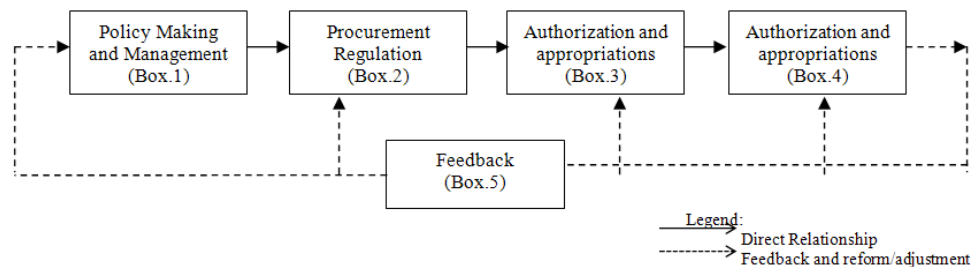 Policy Making
and Management
(Box.1)
Procurement
Regulation
(Box.2)
Authorization and
appropriations
(Box.3)
Authorization and
appropriations
(Box.4)
Feedback
(Box.5)
Legend:
Direct Relationship
Feedback and reform/adjustment